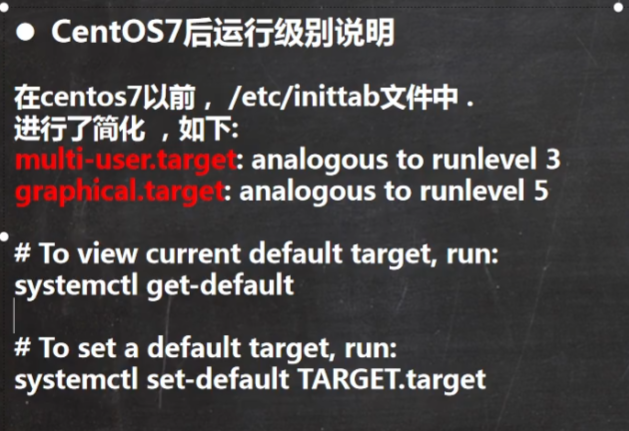 ● CentOS7后运行级别说明
在centos7以前， /etc/inittab文件中 .
进行了简化 ，如下:
multi-user.target: analogous to runlevel 3
graphical.target: analogous to runlevel 5
# To view current default target, run:
systemctl get-default
# To set a default target, run:
systemctl set-default TARGET.target